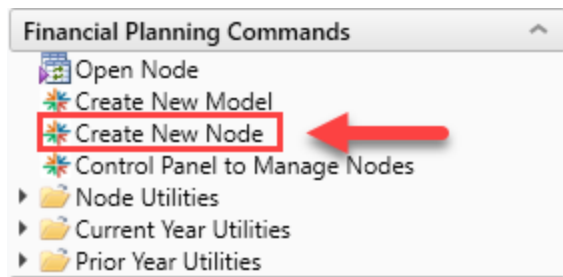 Financial Planning Commands
Open Node
Create New Model
Create New Node
Control Panel to Manage Nodes
Node Utilities
Current Year Utilities
Prior Year Utilities